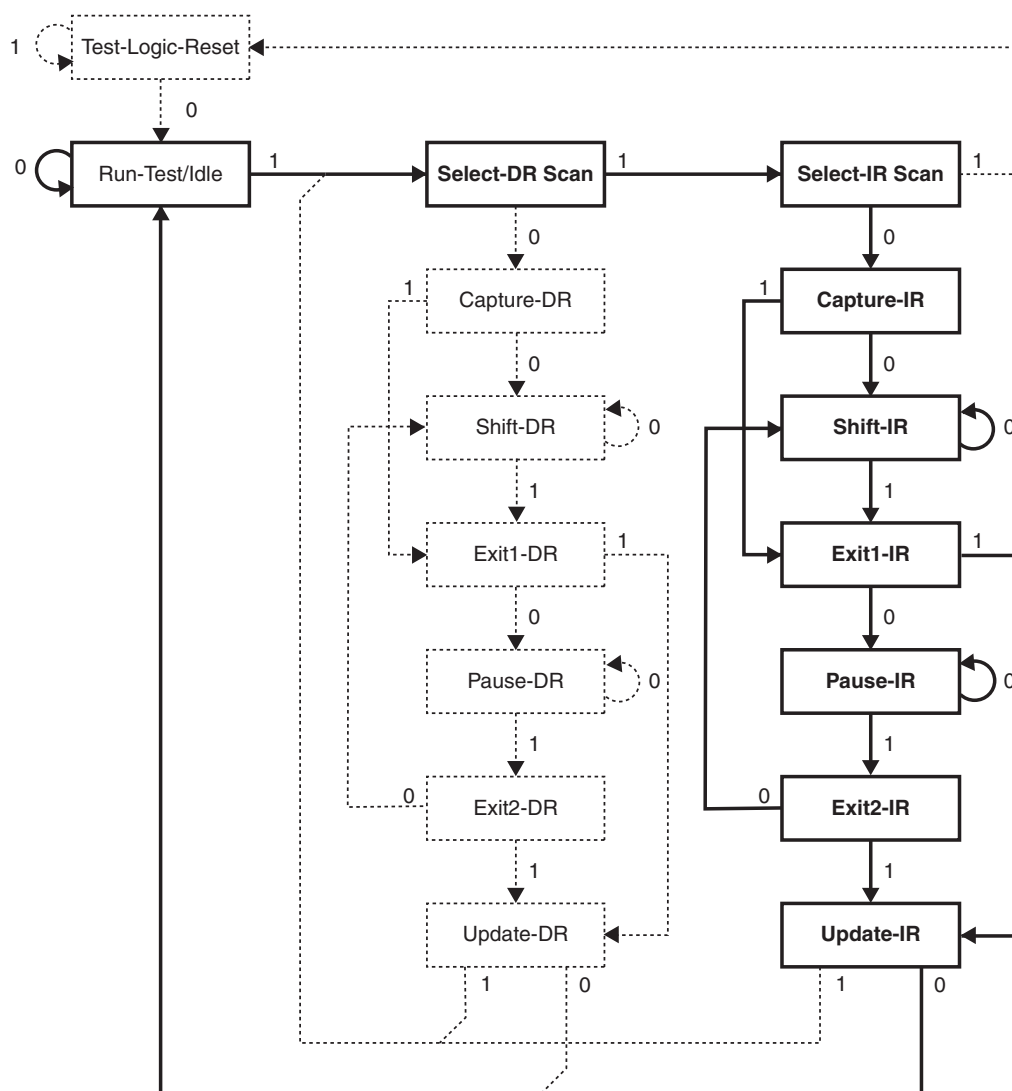 1
Test-Logic-Reset
0
0
Run-Test/Idle
1
Select-DR Scan
1
Select-IR Scan
1
0
0
1
Capture-DR
1
Capture-IR
0
0
Shift-DR
0
Shift-IR
0
1
1
Exit1-DR
1
Exit1-IR
1
0
0
Pause-DR
0
Pause-IR
0
1
1
0
Exit2-DR
0
Exit2-IR
1
1
Update-DR
Update-IR
1
0
1
0